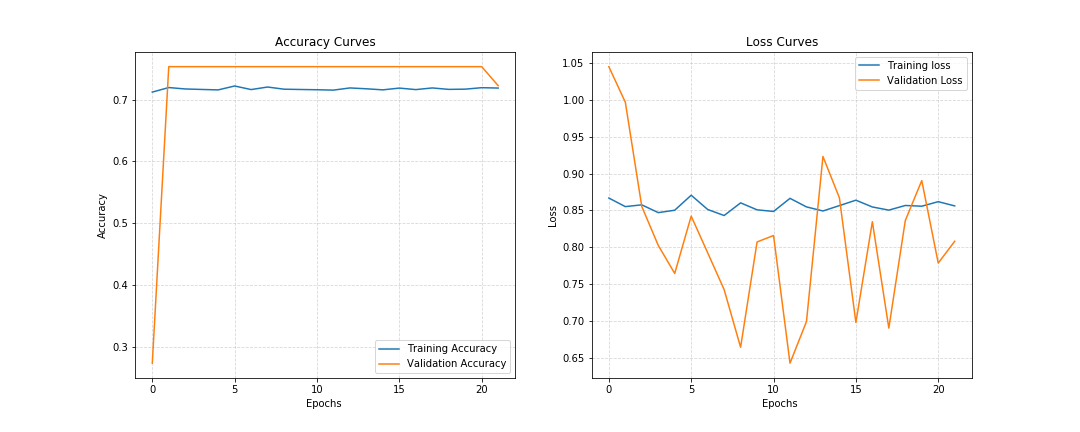 Accuracy Curves
Accuracy
0.7
0.6
0.5
0.4
0.3
0
5
10
15
20
Epochs
Training Accuracy
Validation Accuracy
Loss Curves
Loss
1.05
1.00
0.95
0.90
0.85
0.80
0.75
0.70
0.65
0
5
10
15
20
Epochs
Training loss
Validation Loss